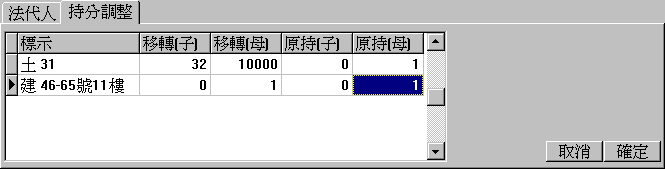 法代人 持分調整
標示 移轉(子) 移轉(母) 原持(子) 原持(母)
土 31 32 10000 0 1
建 46-65號11樓 0 1 0 1
取消 確定